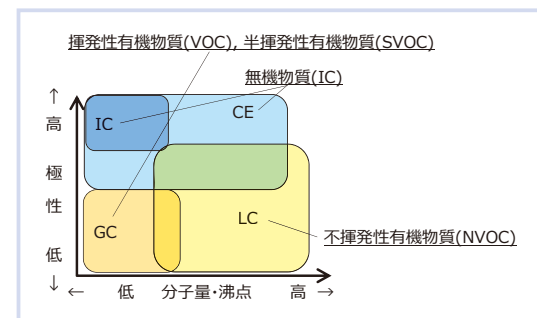 揮発性有機物質(VOC), 半揮発性有機物質(SVOC)
無機物質(IC)
↑
高
極
性
低
↓
IC
CE
GC
LC
不揮発性有機物質(NVOC)
← 低 分子量･沸点 高 →